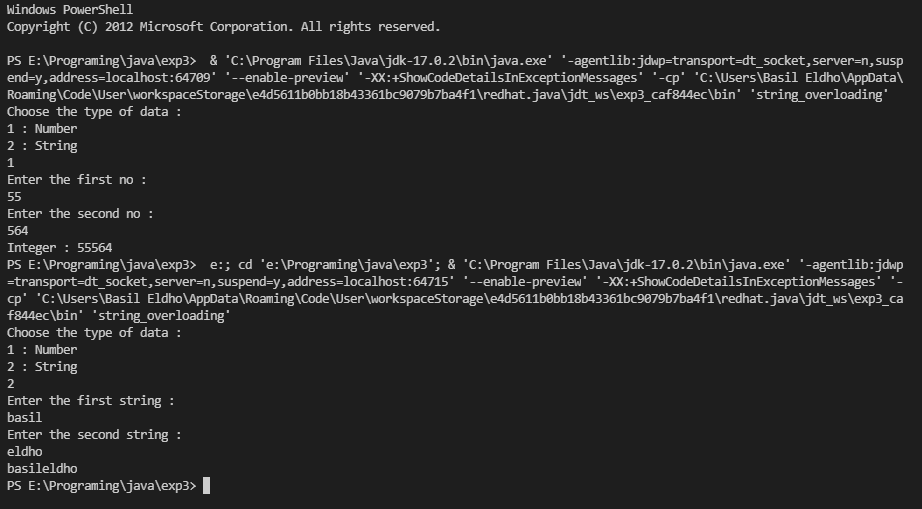 Windows PowerShell
Copyright (C) 2012 Microsoft Corporation. All rights reserved.
PS E:\Programing\java\exp3>  & 'C:\Program Files\Java\jdk-17.0.2\bin\java.exe' '-agentlib:jdwp=transport=dt_socket,server=n,susp
end=y,address=localhost:64709' '--enable-preview' '-XX:+ShowCodeDetailsInExceptionMessages' '-cp' 'C:\Users\Basil Eldho\AppData\
Roaming\Code\User\workspaceStorage\e4d5611b0bb18b43361bc9079b7ba4f1\redhat.java\jdt_ws\exp3_caf844ec\bin' 'string_overloading'
Choose the type of data :
1 : Number
2 : String
1
Enter the first no :
55
Enter the second no :
564
Integer : 55564
PS E:\Programing\java\exp3>  e:; cd 'e:\Programing\java\exp3'; & 'C:\Program Files\Java\jdk-17.0.2\bin\java.exe' '-agentlib:jdwp
=transport=dt_socket,server=n,suspend=y,address=localhost:64715' '--enable-preview' '-XX:+ShowCodeDetailsInExceptionMessages' '-
cp' 'C:\Users\Basil Eldho\AppData\Roaming\Code\User\workspaceStorage\e4d5611b0bb18b43361bc9079b7ba4f1\redhat.java\jdt_ws\exp3_ca
f844ec\bin' 'string_overloading'
Choose the type of data :
1 : Number
2 : String
2
Enter the first string :
basil
Enter the second string :
eldho
basileldho
PS E:\Programing\java\exp3>